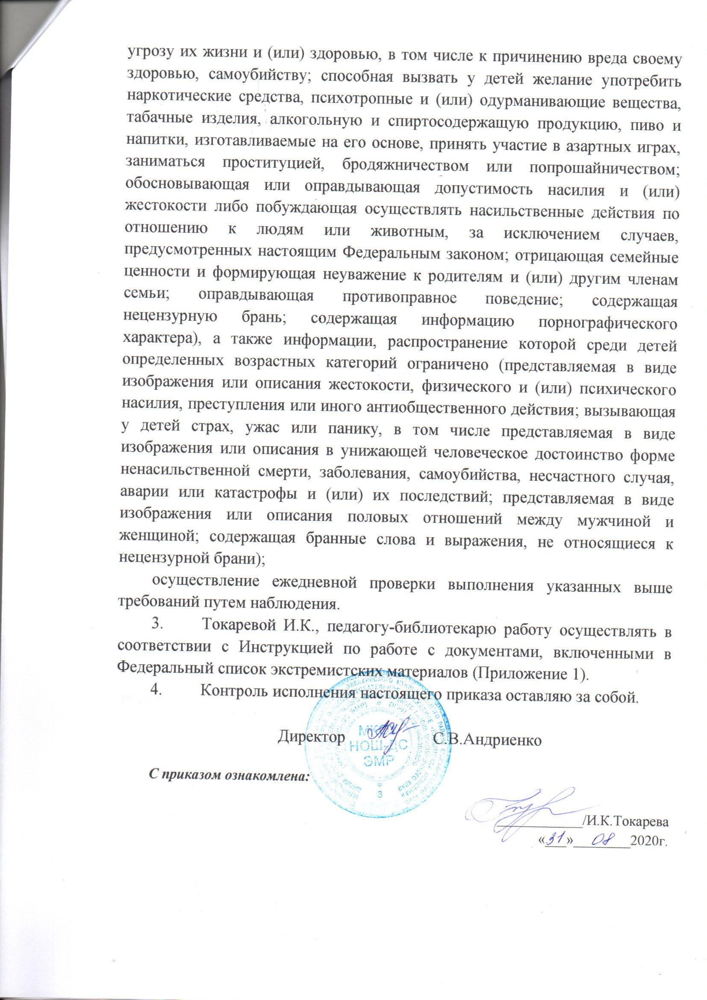 угрозу их жизни и (или) здоровью, в том числе к причинению вреда своему
здоровью, самоубийству; способная вызвать у детей желание употребить
наркотические средства, психотропные и (или) одурманивающие вещества,
табачные изделия, алкогольную и спиртосодержащую продукцию, пиво и
напитки, изготавливаемые на его основе, принять участие в азартных играх,
заниматься проституцией, бродяжничеством или попрошайничеством;
обосновывающая или оправдывающая допустимость насилия и (или)
жестокости либо побуждающая осуществлять насильственные действия по
отношению к людям или животным, за исключением случаев,
предусмотренных настоящим Федеральным законом; отрицающая семейные
ценности и формирующая неуважение к родителям и (или) другим членам
семьи; оправдывающая противоправное поведение; содержащая
нецензурную брань; содержащая информацию порнографического
характера), а также информации, распространение которой среди детей
определенных возрастных категорий ограничено (представляемая в виде
изображения или описания жестокости, физического и (или) психического
насилия, преступления или иного антиобщественного действия; вызывающая
у детей страх, ужас или панику, в том числе представляемая в виде
изображения или описания в унижающей человеческое достоинство форме
ненасильственной смерти, заболевания, самоубийства, несчастного случая,
аварии или катастрофы и (или) их последствий; представляемая в виде
изображения или описания половых отношений между мужчиной и
женщиной; содержащая бранные слова и выражения, не относящиеся к
нецензурной брани);
осуществление ежедневной проверки выполнения указанных выше
требований путем наблюдения.
3. Токаревой И.К., педагогу-библиотекарю работу осуществлять в
соответствии с Инструкцией по работе с документами, включенными в
Федеральный список экстремистских материалов (Приложение 1).
4. Контроль исполнения настоящего приказа оставляю за собой.
Директор С.В.Андриенко
НОШ-ДС
ЭМР
3
С приказом ознакомлена:
/И.К.Токарева
«31» 08 2020г.